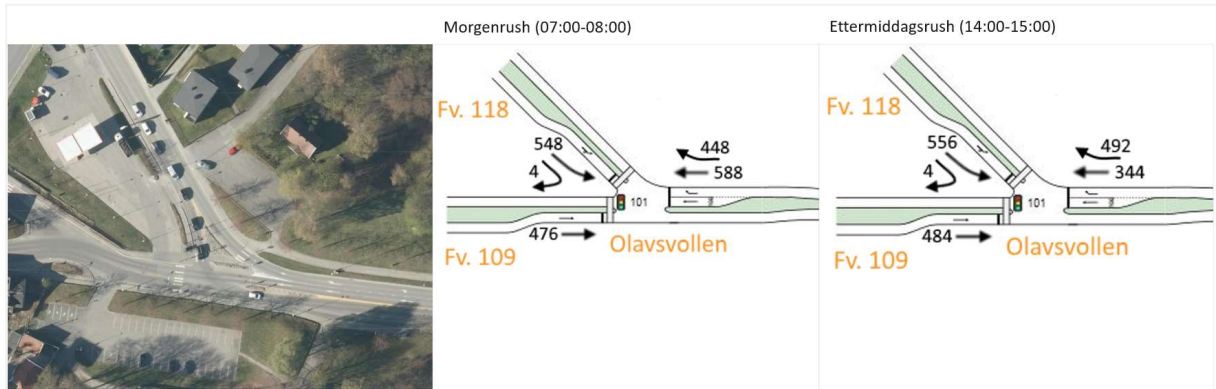 Morgenrush (07:00-08:00)
Ettermiddagsrush (14:00-15:00)
Fv. 118
548
4
448
588
101
476
Olavsvollen
Fv. 109
Fv. 118
556
4
492
344
101
484
Olavsvollen
Fv. 109